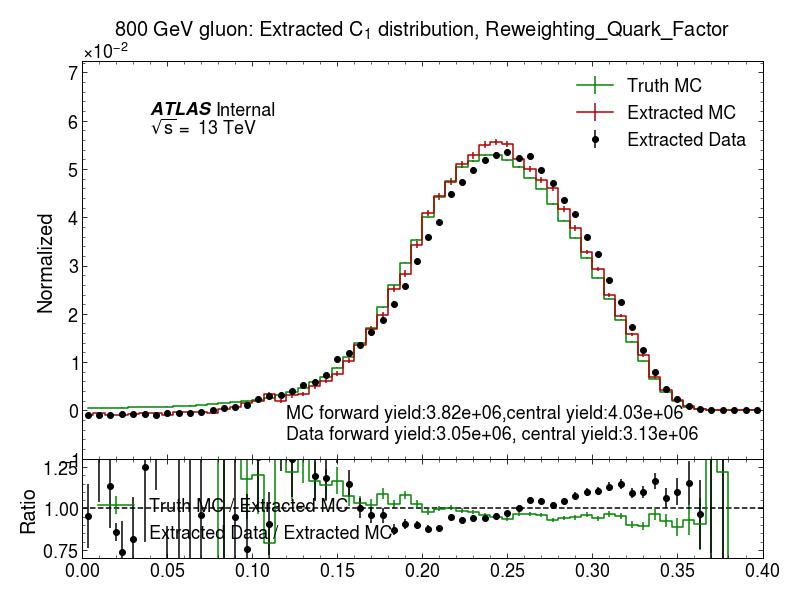 800 GeV gluon: Extracted C₁ distribution, Reweighting_Quark_Factor
×10⁻²
7
6
5
4
3
2
1
0
Normalized
ATLAS Internal
√s = 13 TeV
Truth MC
Extracted MC
Extracted Data
MC forward yield:3.82e+06,central yield:4.03e+06
Data forward yield:3.05e+06, central yield:3.13e+06
1.25
1.00
0.75
Ratio
Truth MC / Extracted MC
Extracted Data / Extracted MC
0.00 0.05 0.10 0.15 0.20 0.25 0.30 0.35 0.40